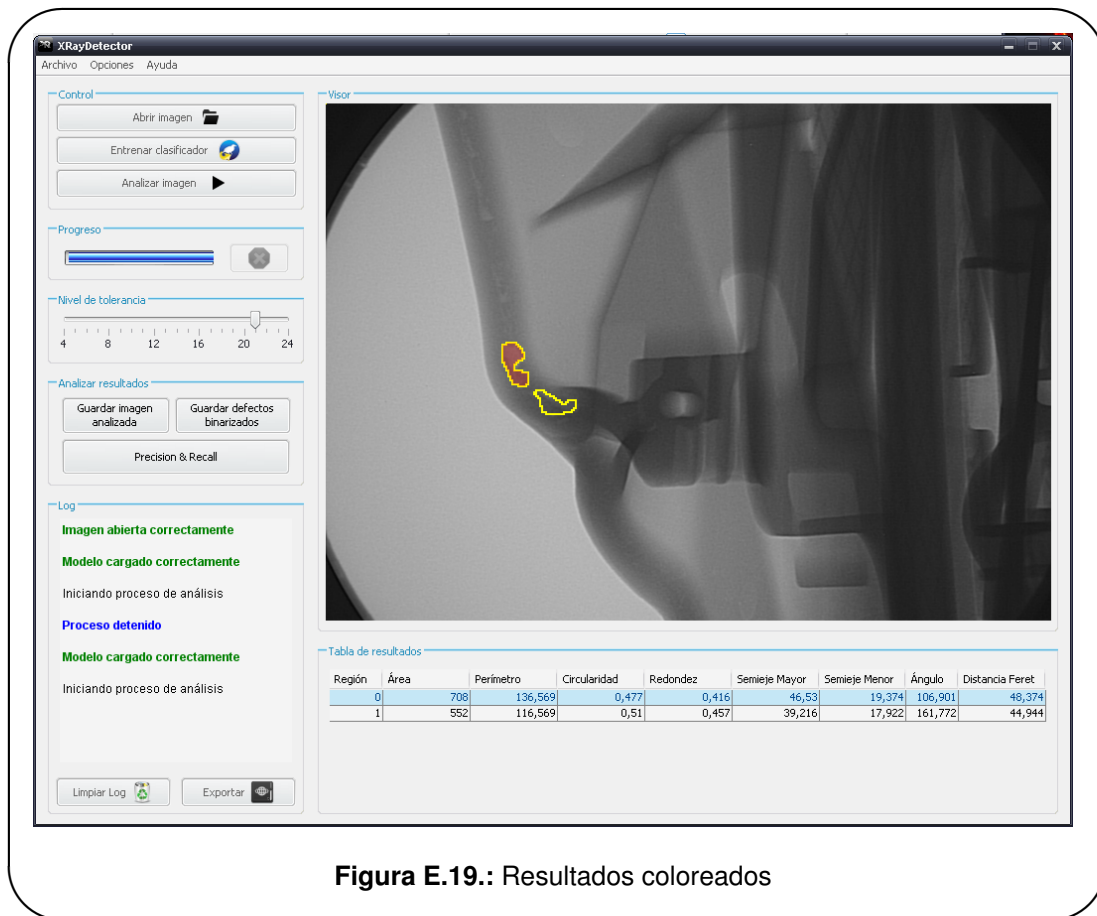 XRayDetector
Archivo Opciones Ayuda
Control
Abrir imagen
Entrenar clasificador
Analizar imagen
Progreso
Nivel de tolerancia
4 8 12 16 20 24
Analizar resultados
Guardar imagen analizada
Guardar defectos binarizados
Precision & Recall
Log
Imagen abierta correctamente
Modelo cargado correctamente
Iniciando proceso de análisis
Proceso detenido
Modelo cargado correctamente
Iniciando proceso de análisis
Limpiar Log
Exportar
Visor
Tabla de resultados
Región Área Perímetro Circularidad Redondez Semieje Mayor Semieje Menor Ángulo Distancia Feret
0 708 136,569 0,477 0,416 46,53 19,374 106,901 48,374
1 552 116,569 0,51 0,457 39,216 17,922 161,772 44,944
Figura E.19.: Resultados coloreados